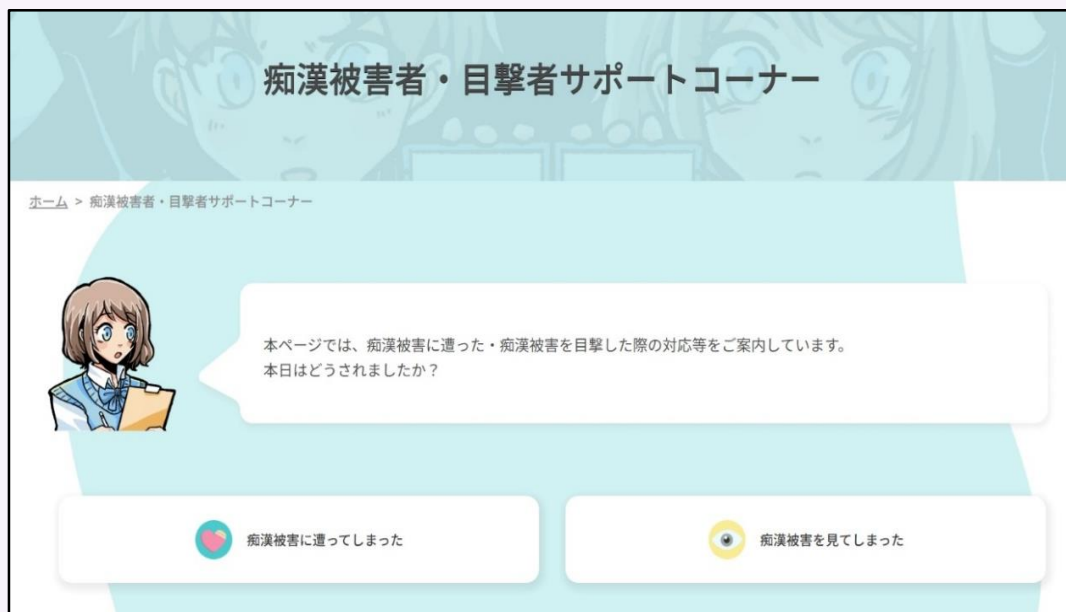 痴漢被害者・目撃者サポートコーナー
ホーム > 痴漢被害者・目撃者サポートコーナー
本ページでは、痴漢被害に遭った・痴漢被害を目撃した際の対応等をご案内しています。
本日はどうされましたか？
痴漢被害に遭ってしまった
痴漢被害を見てしまった